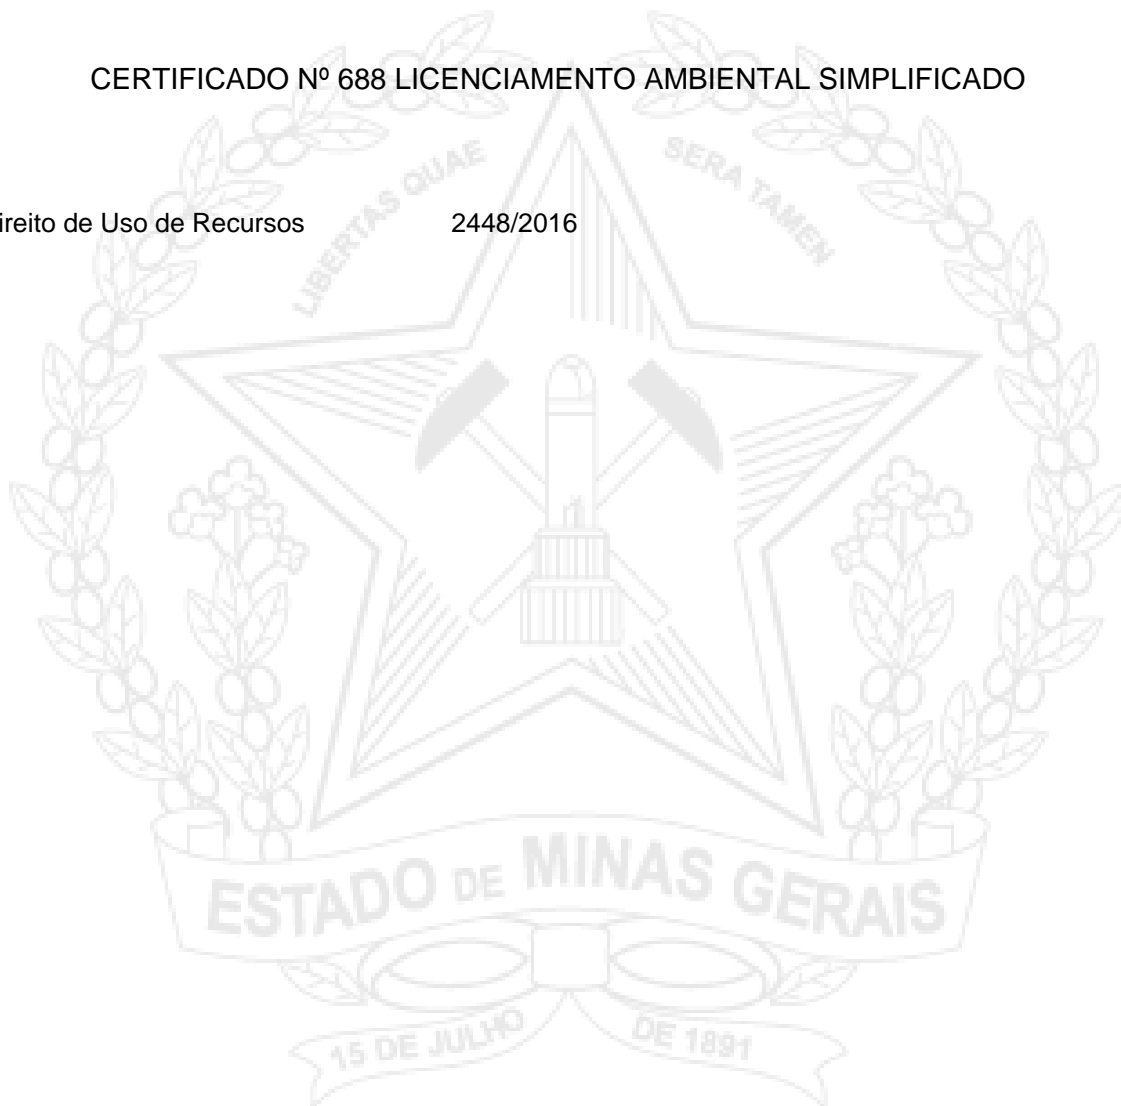 CERTIFICADO Nº 688 LICENCIAMENTO AMBIENTAL SIMPLIFICADO
LIBERTAS QUAE SERA TAMEN
ireito de Uso de Recursos 2448/2016
ESTADO DE MINAS GERAIS
15 DE JULHO DE 1891